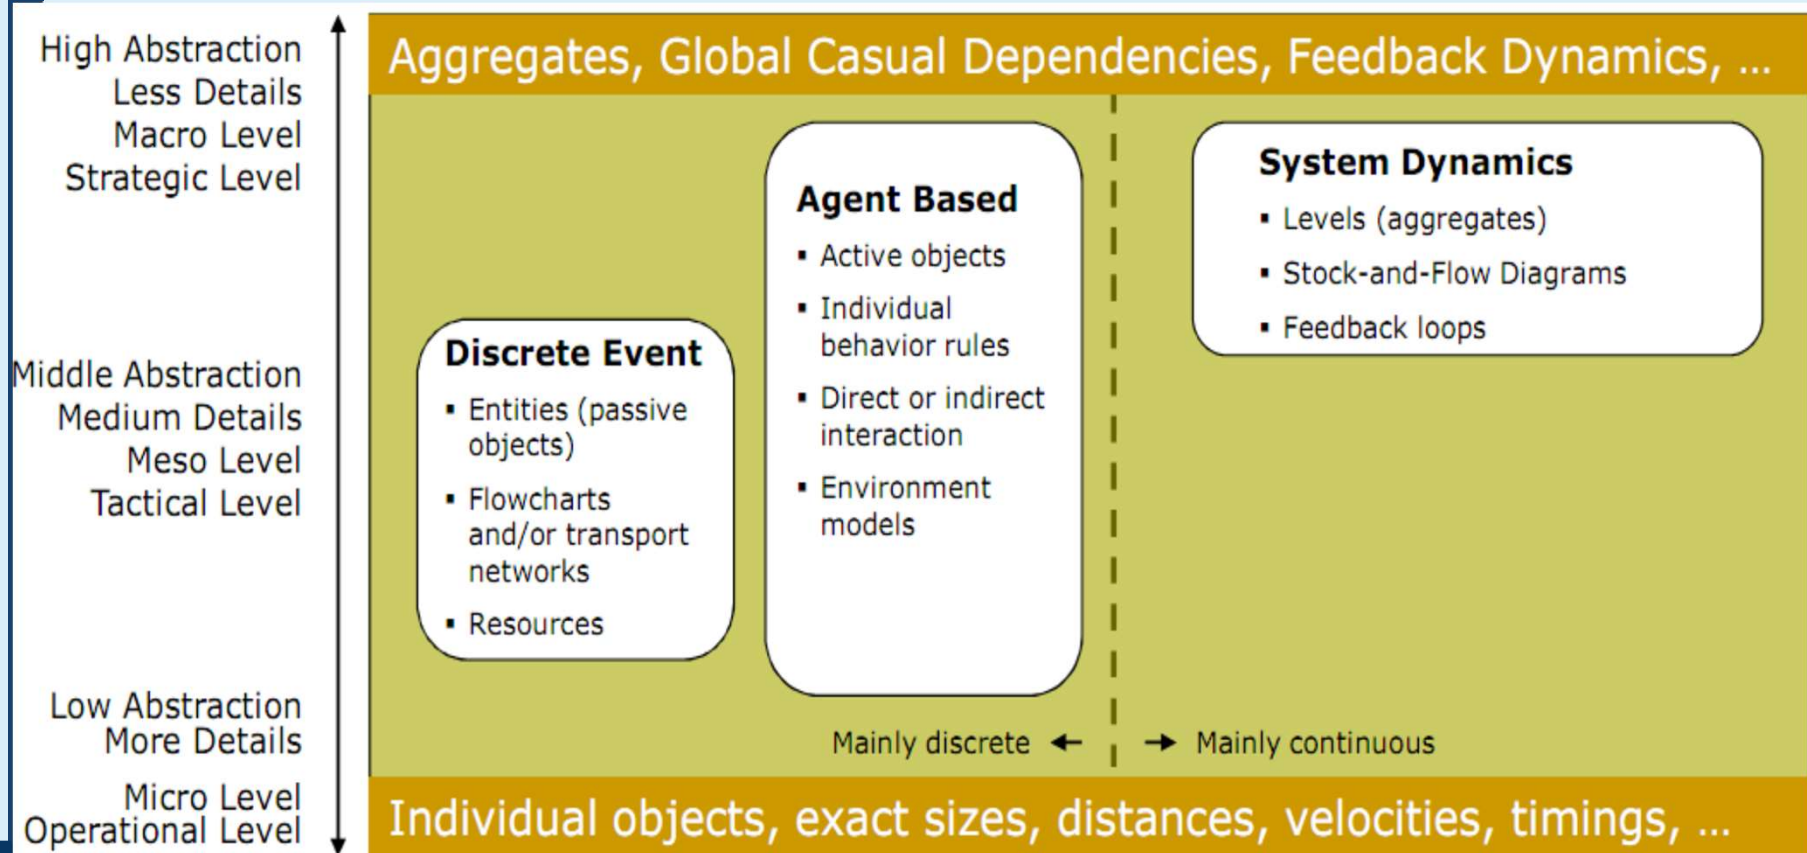 High Abstraction
Less Details
Macro Level
Strategic Level
Middle Abstraction
Medium Details
Meso Level
Tactical Level
Low Abstraction
More Details
Micro Level
Operational Level
Aggregates, Global Casual Dependencies, Feedback Dynamics, ...
Discrete Event
▪ Entities (passive
objects)
▪ Flowcharts
and/or transport
networks
▪ Resources
Agent Based
▪ Active objects
▪ Individual
behavior rules
▪ Direct or indirect
interaction
▪ Environment
models
System Dynamics
▪ Levels (aggregates)
▪ Stock-and-Flow Diagrams
▪ Feedback loops
Mainly discrete ← → Mainly continuous
Individual objects, exact sizes, distances, velocities, timings, ...